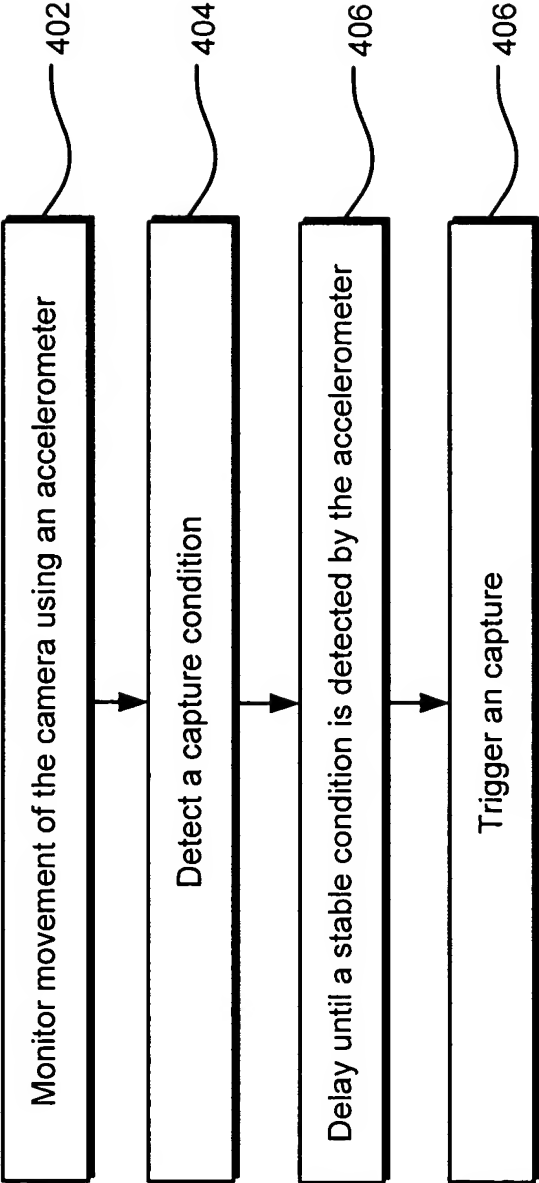 Monitor movement of the camera using an accelerometer
402
Detect a capture condition
404
Delay until a stable condition is detected by the accelerometer
406
Trigger an capture
406